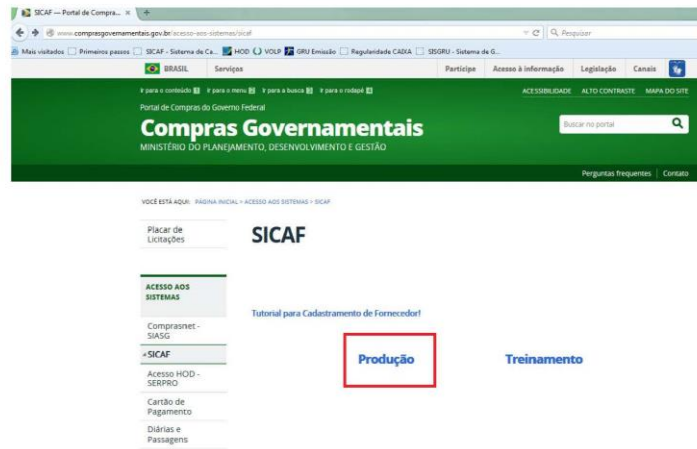 SICAF — Portal de Compra... ×
www.comprasgovernamentais.gov.br/acesso-aos-sistemas/sicaf
Pesquisar
Mais visitados Primeiros passos SICAF - Sistema de Ca... HOD VOLP GRU Emissão Regularidade CAIXA SISGRU - Sistema de G...
BRASIL Serviços Participe Acesso à informação Legislação Canais
Ir para o conteúdo 1 Ir para o menu 2 Ir para a busca 3 Ir para o rodapé 4 ACESSIBILIDADE ALTO CONTRASTE MAPA DO SITE
Portal de Compras do Governo Federal
Compras Governamentais
Buscar no portal
MINISTÉRIO DO PLANEJAMENTO, DESENVOLVIMENTO E GESTÃO
Perguntas frequentes Contato
VOCÊ ESTÁ AQUI: PÁGINA INICIAL > ACESSO AOS SISTEMAS > SICAF
Placar de
Licitações
SICAF
ACESSO AOS
SISTEMAS
Tutorial para Cadastramento de Fornecedor!
Comprasnet -
SIASG
SICAF
Produção Treinamento
Acesso HOD -
SERPRO
Cartão de
Pagamento
Diárias e
Passagens